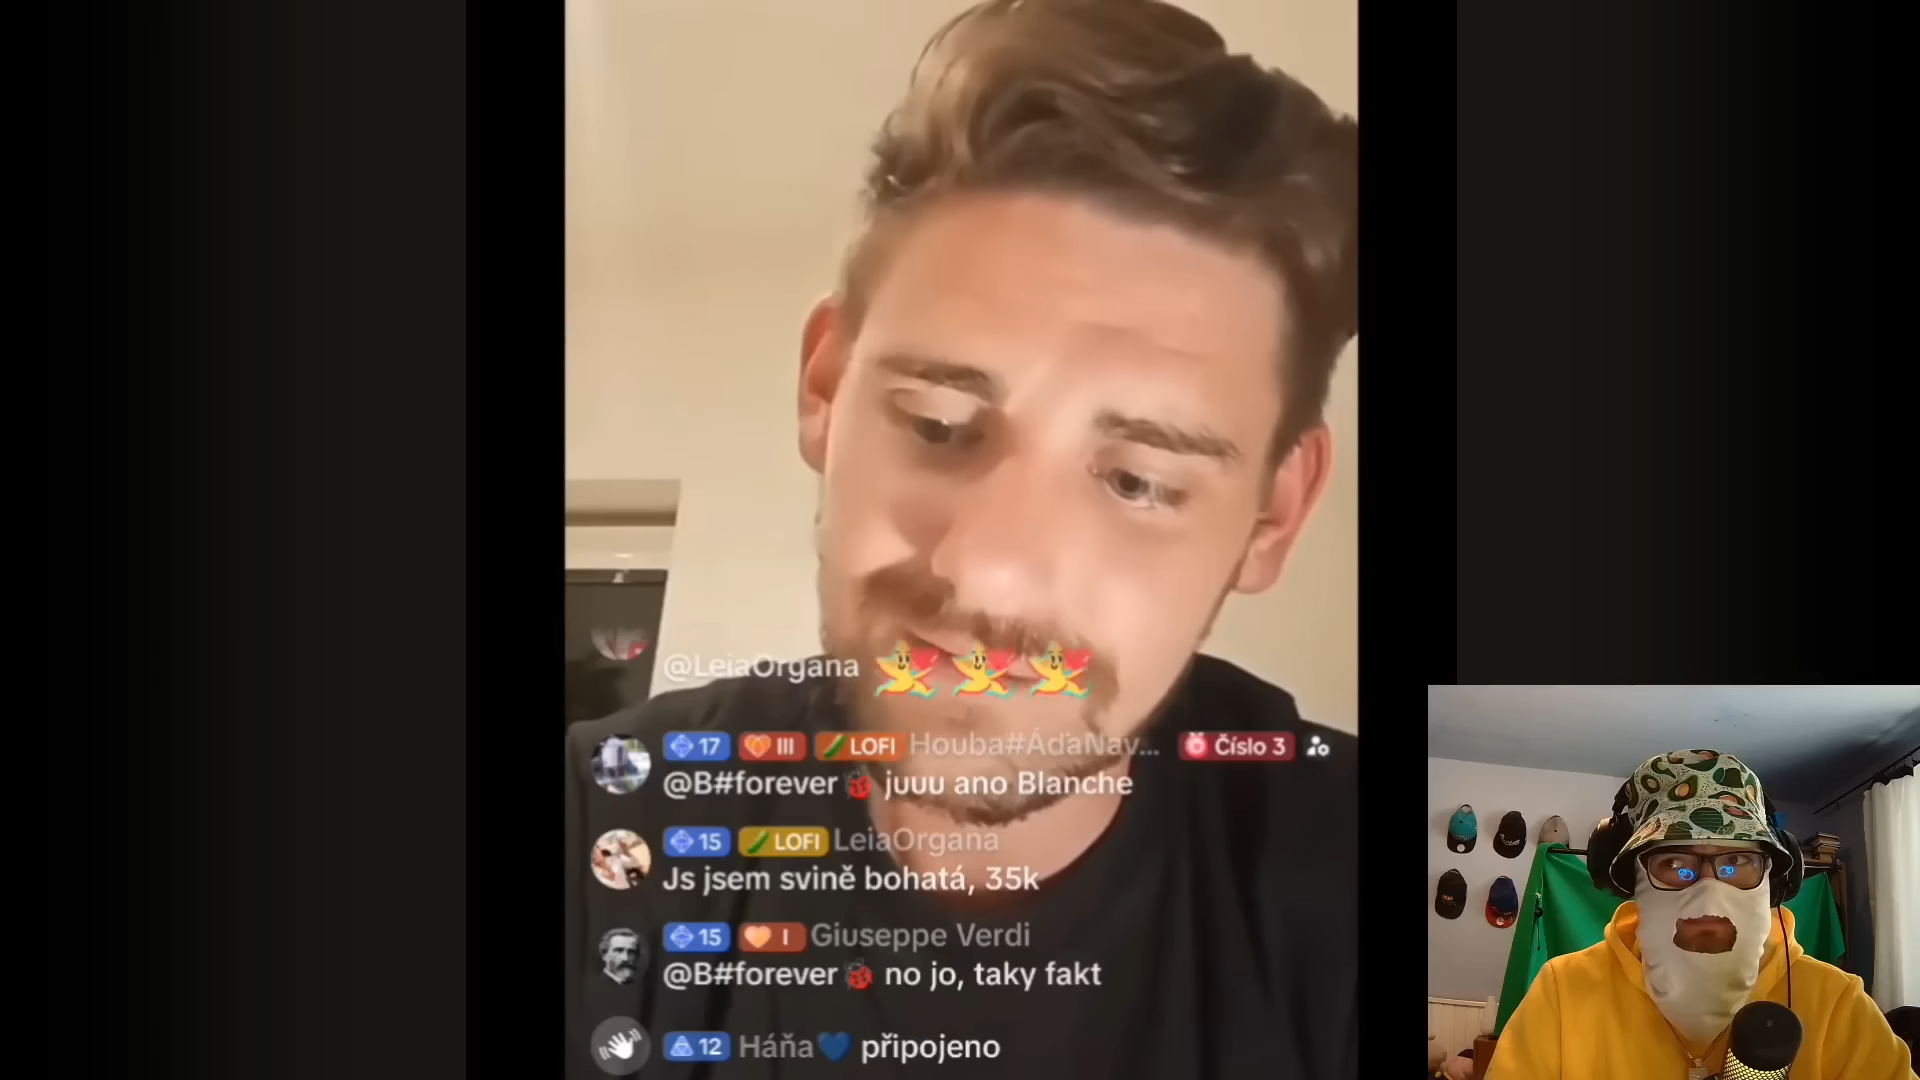 @LeiaOrgana
17 III LOFI Houba#ÁďaNav... Číslo 3
@B#forever🐞 juuu ano Blanche
15 LOFI LeiaOrgana
Js jsem svině bohatá, 35k
15 I Giuseppe Verdi
@B#forever🐞 no jo, taky fakt
12 Háňa💙 připojeno